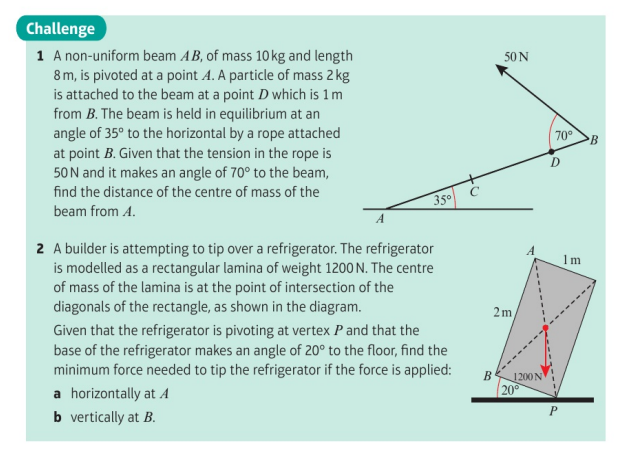 Challenge
1 A non-uniform beam AB, of mass 10 kg and length
8 m, is pivoted at a point A. A particle of mass 2 kg
is attached to the beam at a point D which is 1 m
from B. The beam is held in equilibrium at an
angle of 35° to the horizontal by a rope attached
at point B. Given that the tension in the rope is
50 N and it makes an angle of 70° to the beam,
find the distance of the centre of mass of the
beam from A.
50 N
70°
B
D
C
35°
A
2 A builder is attempting to tip over a refrigerator. The refrigerator
is modelled as a rectangular lamina of weight 1200 N. The centre
of mass of the lamina is at the point of intersection of the
diagonals of the rectangle, as shown in the diagram.
Given that the refrigerator is pivoting at vertex P and that the
base of the refrigerator makes an angle of 20° to the floor, find the
minimum force needed to tip the refrigerator if the force is applied:
a horizontally at A
b vertically at B.
A
1 m
2 m
B
1200 N
20°
P